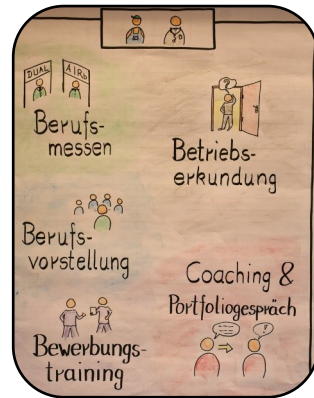 DUAL AIRb
Berufs-
messen
Betriebs-
erkundung
Berufs-
vorstellung
Coaching &
Portfoliogespräch
Bewerbungs-
training